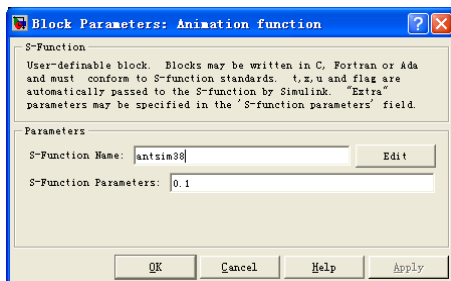 Block Parameters: Animation function
S-Function
User-definable block. Blocks may be written in C, Fortran or Ada
and must conform to S-function standards. t,x,u and flag are
automatically passed to the S-function by Simulink. "Extra"
parameters may be specified in the 'S-function parameters' field.
Parameters
S-Function Name: antsim38 Edit
S-Function Parameters: 0.1
OK Cancel Help Apply